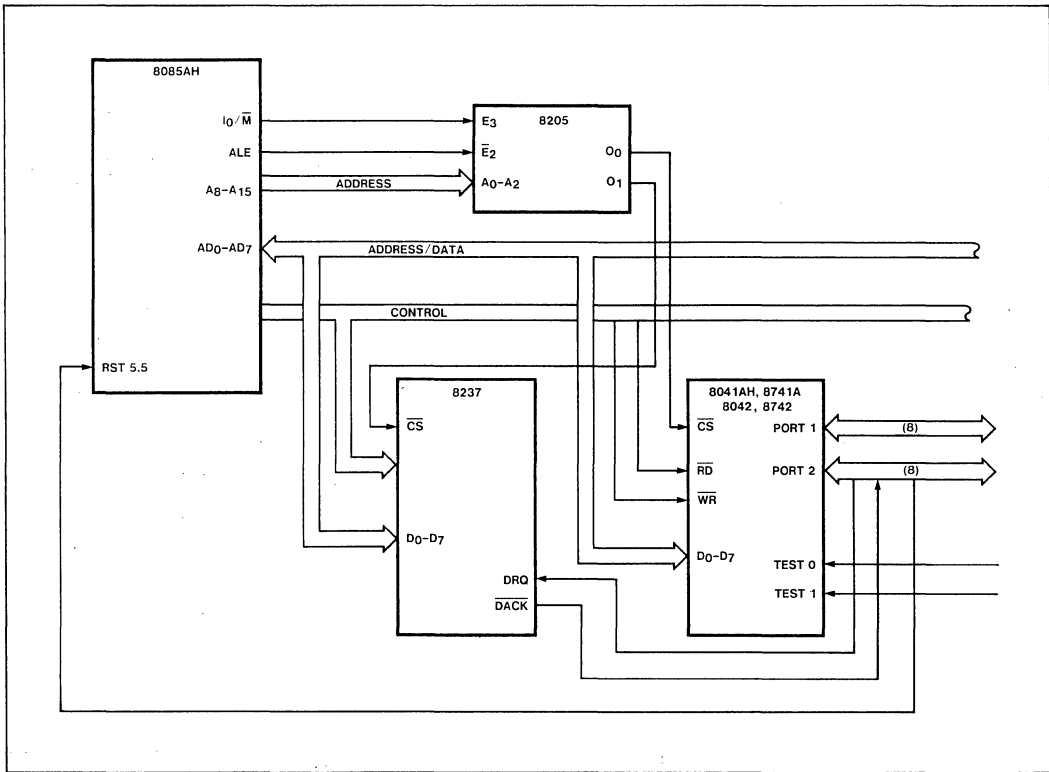 8085AH
I0/M̅
ALE
A8–A15
AD0–AD7
RST 5.5
8205
E3
E̅2
A0–A2
O0
O1
ADDRESS
ADDRESS/DATA
CONTROL
8237
C̅S̅
D0–D7
DRQ
D̅A̅C̅K̅
8041AH, 8741A
8042, 8742
C̅S̅
R̅D̅
W̅R̅
D0–D7
PORT 1
PORT 2
TEST 0
TEST 1
(8)
(8)